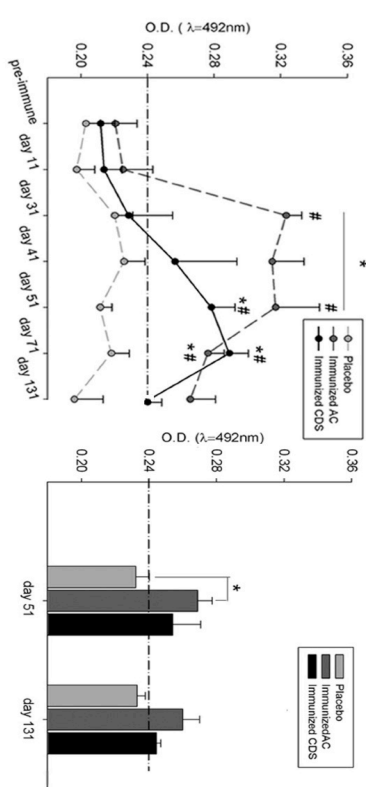 O.D. ( λ=492nm)
0.20
0.24
0.28
0.32
0.36
pre-immune
day 11
day 31
day 41
day 51
day 71
day 131
#
#
*
*#
*#
*#
Placebo
Immunized AC
Immunized CDS
O.D. (λ=492nm)
0.20
0.24
0.28
0.32
0.36
day 51
day 131
*
Placebo
ImmunizedAC
Immunized CDS